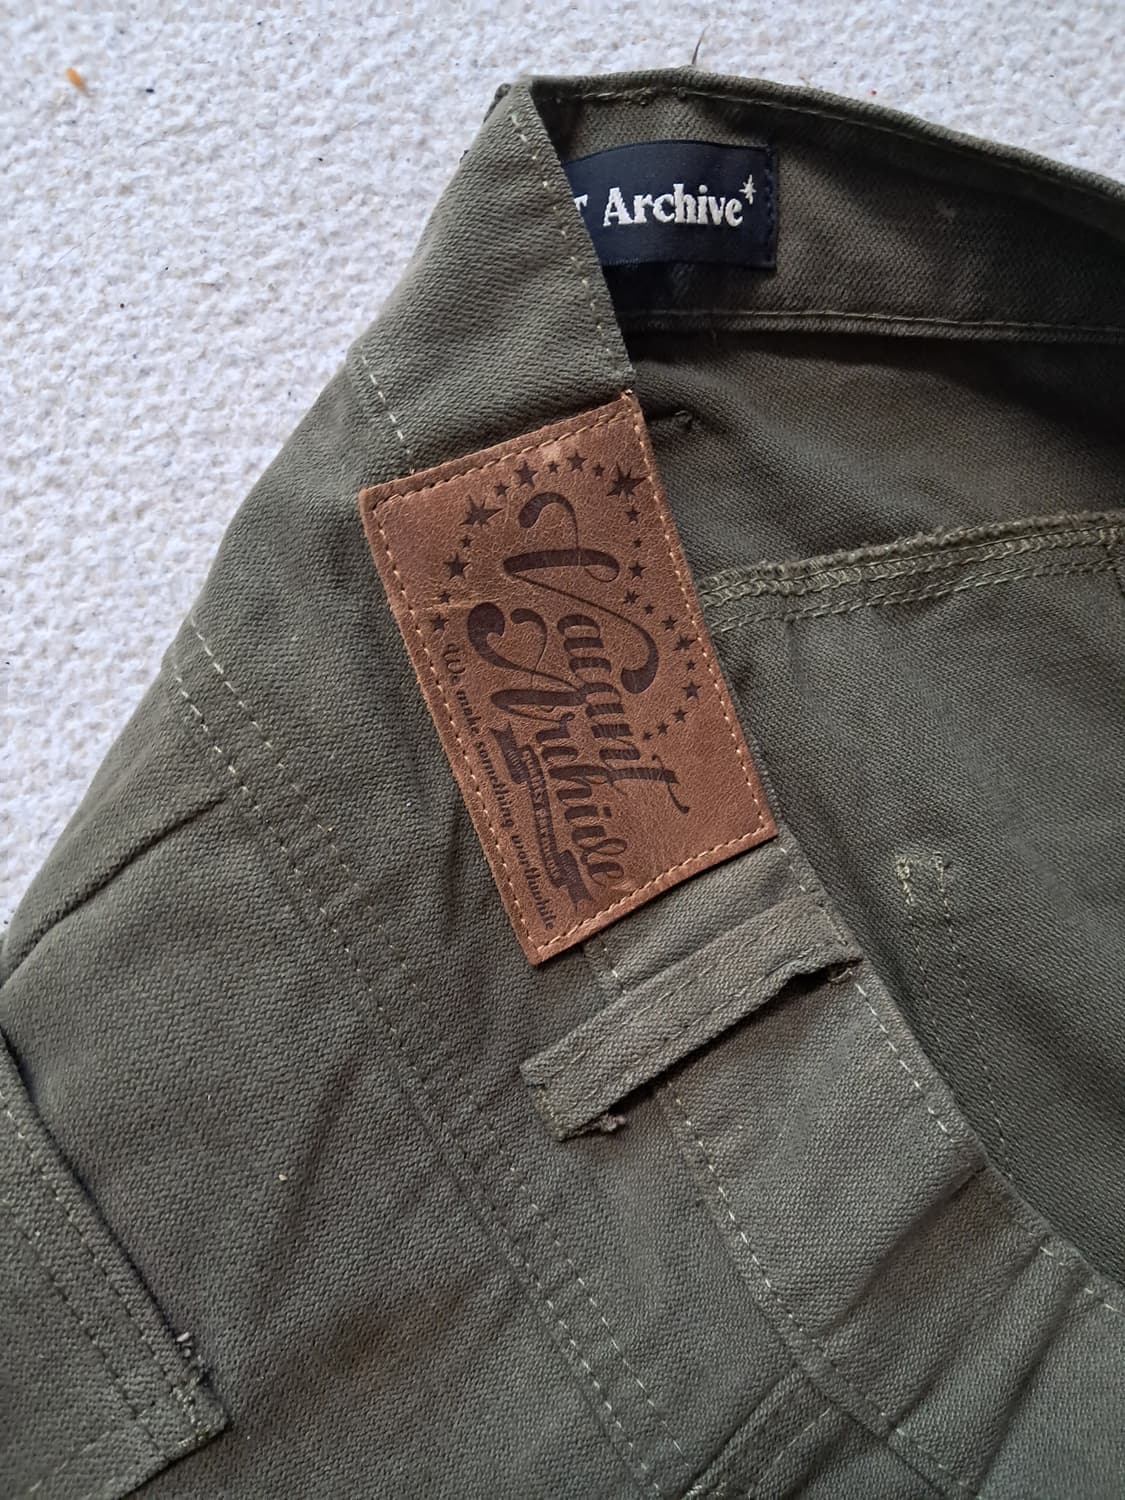 Archive*
Vacant
Archive
We make something worthwhile